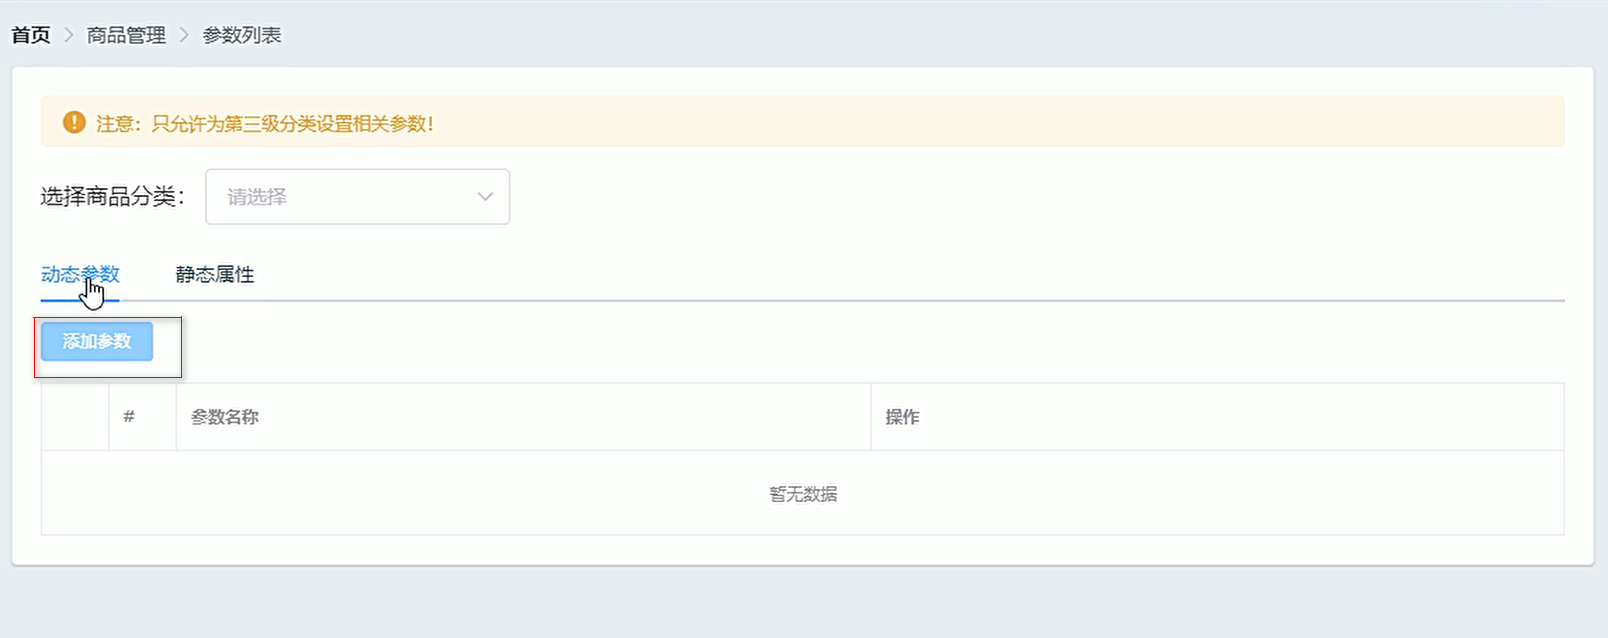 首页 > 商品管理 > 参数列表
注意：只允许为第三级分类设置相关参数!
选择商品分类： 请选择
动态参数 静态属性
添加参数
# 参数名称 操作
暂无数据